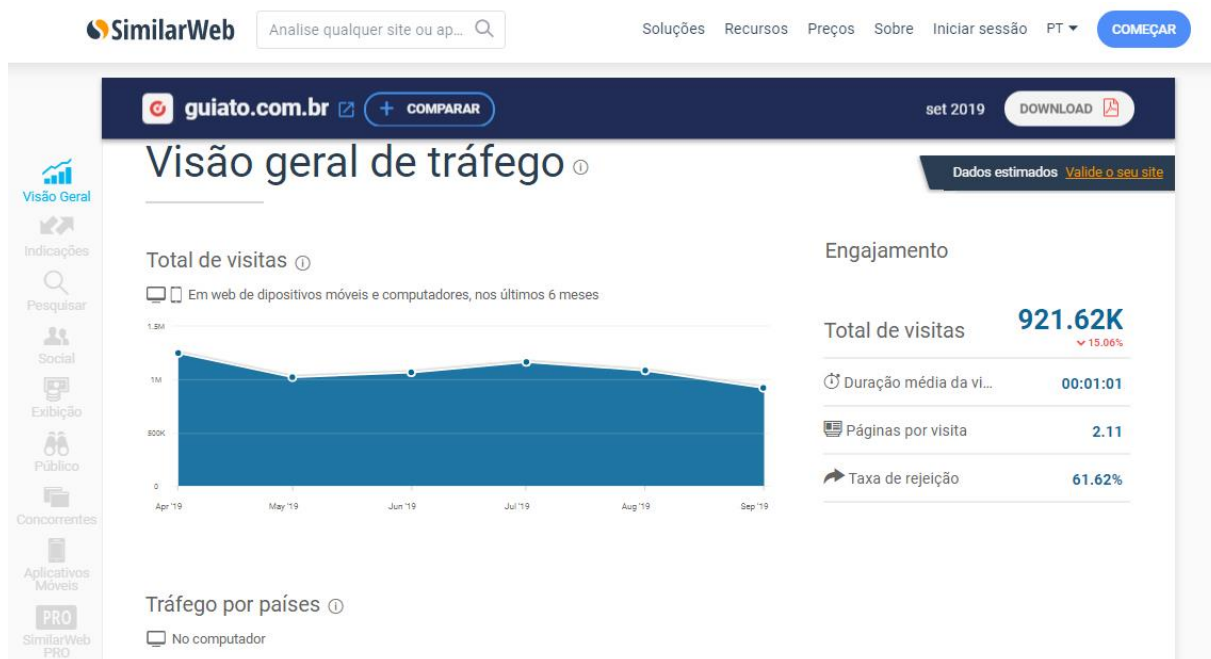 SimilarWeb
Analise qualquer site ou ap...
Soluções Recursos Preços Sobre Iniciar sessão PT COMEÇAR
guiato.com.br + COMPARAR
set 2019 DOWNLOAD
Visão geral de tráfego
Dados estimados Valide o seu site
Visão Geral
Indicações
Pesquisar
Social
Exibição
Público
Concorrentes
Aplicativos
Móveis
PRO
SimilarWeb
PRO
Total de visitas
Em web de dipositivos móveis e computadores, nos últimos 6 meses
1.5M
1M
500K
0
Apr '19 May '19 Jun '19 Jul '19 Aug '19 Sep '19
Engajamento
Total de visitas 921.62K
15.06%
Duração média da vi... 00:01:01
Páginas por visita 2.11
Taxa de rejeição 61.62%
Tráfego por países
No computador